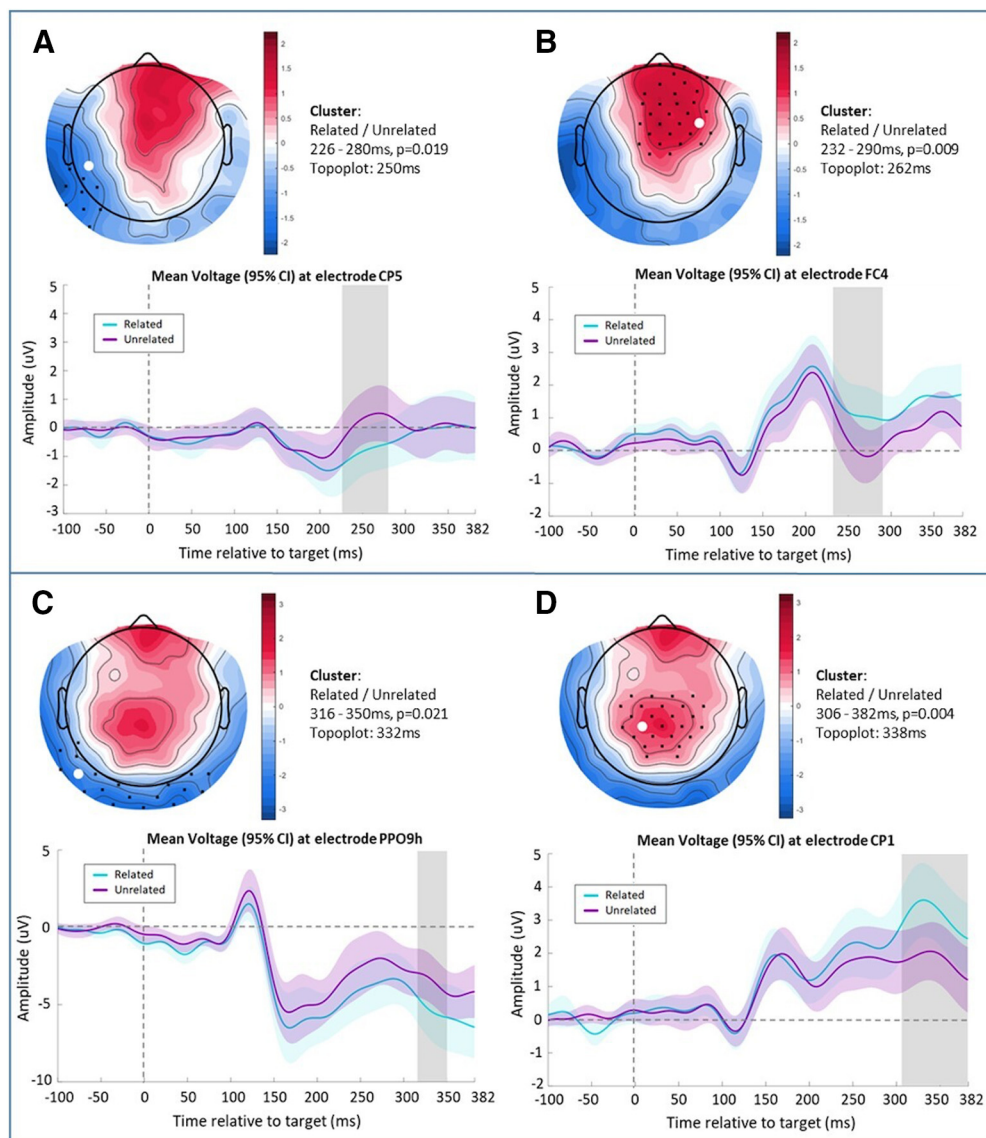 A
2
1.5
1
0.5
0
-0.5
-1
-1.5
-2
Cluster:
Related / Unrelated
226 - 280ms, p=0.019
Topoplot: 250ms
Mean Voltage (95% CI) at electrode CP5
Amplitude (uV)
5
4
3
2
1
0
-1
-2
-3
Related
Unrelated
-100 -50 0 50 100 150 200 250 300 350 382
Time relative to target (ms)
B
2
1.5
1
0.5
0
-0.5
-1
-1.5
-2
Cluster:
Related / Unrelated
232 - 290ms, p=0.009
Topoplot: 262ms
Mean Voltage (95% CI) at electrode FC4
Amplitude (uV)
5
4
3
2
1
0
-1
-2
Related
Unrelated
-100 -50 0 50 100 150 200 250 300 350 382
Time relative to target (ms)
C
3
2
1
0
-1
-2
-3
Cluster:
Related / Unrelated
316 - 350ms, p=0.021
Topoplot: 332ms
Mean Voltage (95% CI) at electrode PPO9h
Amplitude (uV)
5
0
-5
-10
Related
Unrelated
-100 -50 0 50 100 150 200 250 300 350 382
Time relative to target (ms)
D
3
2
1
0
-1
-2
-3
Cluster:
Related / Unrelated
306 - 382ms, p=0.004
Topoplot: 338ms
Mean Voltage (95% CI) at electrode CP1
Amplitude (uV)
5
4
3
2
1
0
-1
-2
Related
Unrelated
-100 -50 0 50 100 150 200 250 300 350 382
Time relative to target (ms)